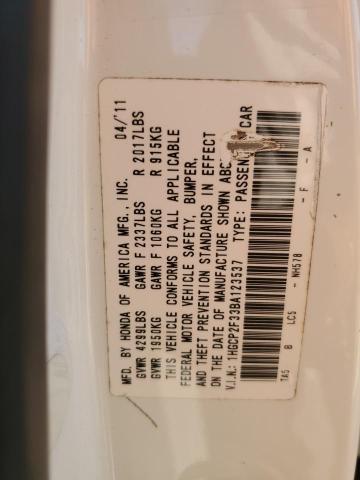 MFD. BY HONDA OF AMERICA MFG., INC. 04/11
GVWR 4299LBS GAWR F 2337LBS R 2017LBS
GVWR 1950KG GAWR F 1060KG R 915KG
THIS VEHICLE CONFORMS TO ALL APPLICABLE
FEDERAL MOTOR VEHICLE SAFETY, BUMPER,
AND THEFT PREVENTION STANDARDS IN EFFECT
ON THE DATE OF MANUFACTURE SHOWN ABO
V.I.N.: 1HGCP2F33BA123537 TYPE: PASSEN CAR
TA5 B LC5 - NH578 - F - A